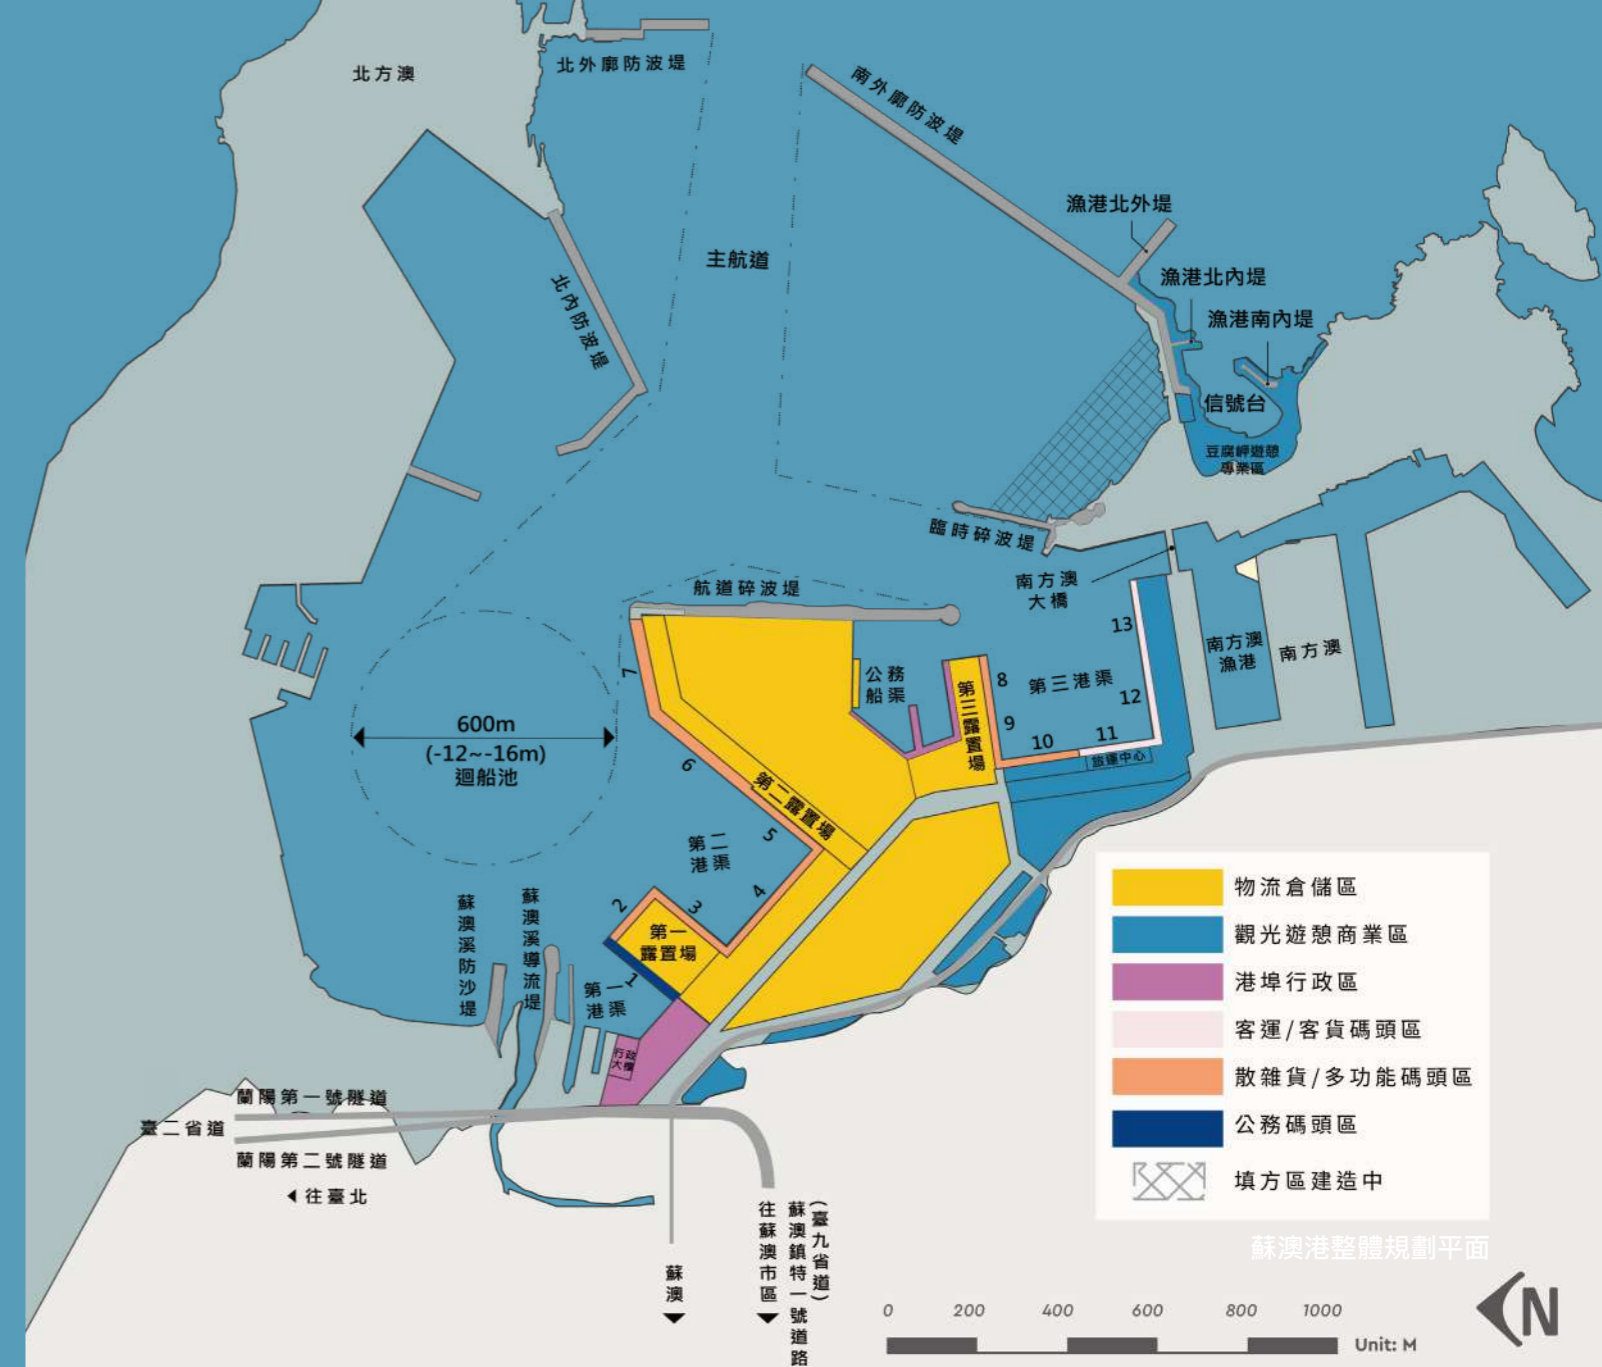 北方澳
北外廓防波堤
南外廓防波堤
漁港北外堤
主航道
漁港北內堤
北內防波堤
漁港南內堤
信號台
豆腐岬遊憩
專業區
臨時碎波堤
航道碎波堤
南方澳
大橋
13
南方澳
漁港
南方澳
7
公務
船渠
第三露置場
8
第三港渠
12
9
10
11
旅運中心
600m
(-12~-16m)
迴船池
6
第二露置場
5
第二
港渠
4
2
3
第一
露置場
1
第一
港渠
蘇澳溪防沙堤
蘇澳溪導流堤
行政
大樓
物流倉儲區
觀光遊憩商業區
港埠行政區
客運/客貨碼頭區
散雜貨/多功能碼頭區
公務碼頭區
填方區建造中
蘭陽第一號隧道
臺二省道
蘭陽第二號隧道
往臺北
蘇澳
往蘇澳市區
蘇澳鎮特一號道路
(臺九省道)
蘇澳港整體規劃平面
0 200 400 600 800 1000
Unit: M
N